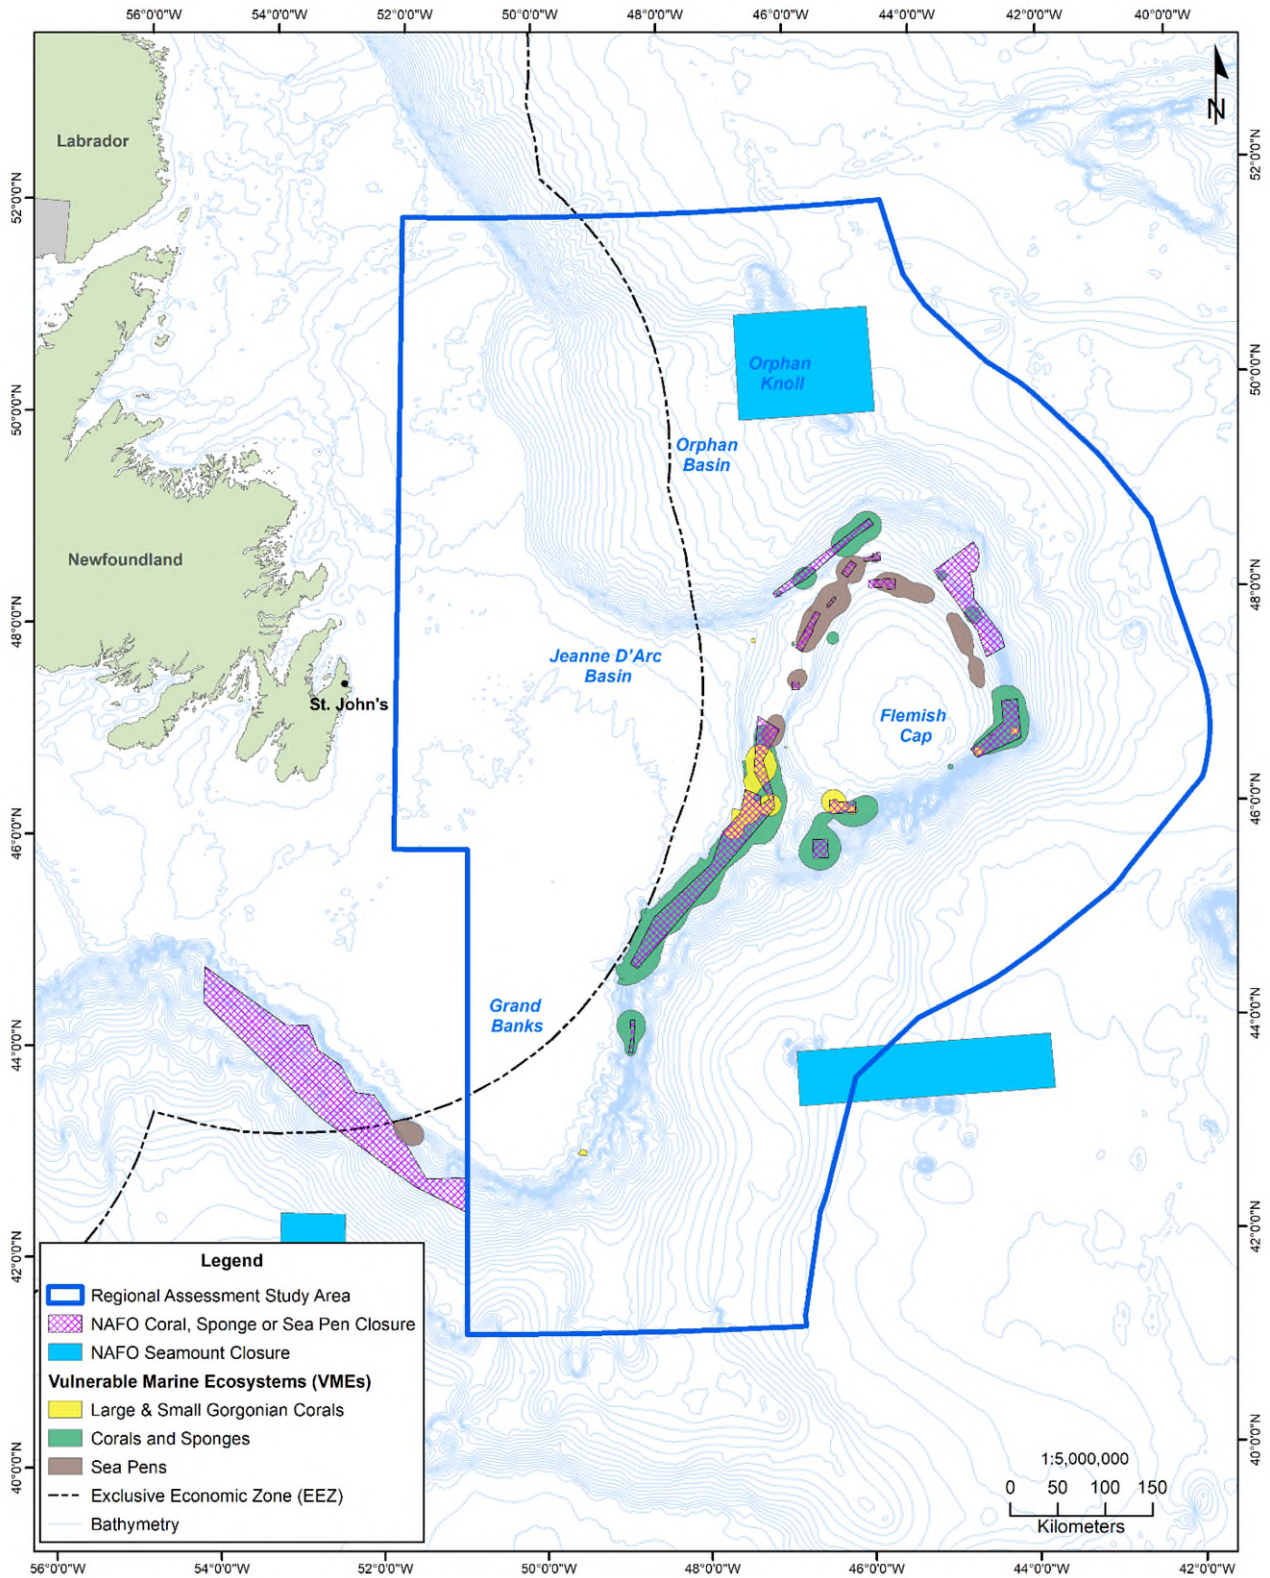 56°0'0"W 54°0'0"W 52°0'0"W 50°0'0"W 48°0'0"W 46°0'0"W 44°0'0"W 42°0'0"W 40°0'0"W
N
Labrador
52°0'0"N
52°0'0"N
Orphan
Knoll
50°0'0"N
50°0'0"N
Orphan
Basin
Newfoundland
48°0'0"N
48°0'0"N
Jeanne D'Arc
Basin
St. John's
Flemish
Cap
46°0'0"N
46°0'0"N
Grand
Banks
44°0'0"N
44°0'0"N
42°0'0"N
42°0'0"N
Legend
Regional Assessment Study Area
NAFO Coral, Sponge or Sea Pen Closure
NAFO Seamount Closure
Vulnerable Marine Ecosystems (VMEs)
Large & Small Gorgonian Corals
Corals and Sponges
Sea Pens
Exclusive Economic Zone (EEZ)
Bathymetry
40°0'0"N
40°0'0"N
1:5,000,000
0 50 100 150
Kilometers
56°0'0"W 54°0'0"W 52°0'0"W 50°0'0"W 48°0'0"W 46°0'0"W 44°0'0"W 42°0'0"W